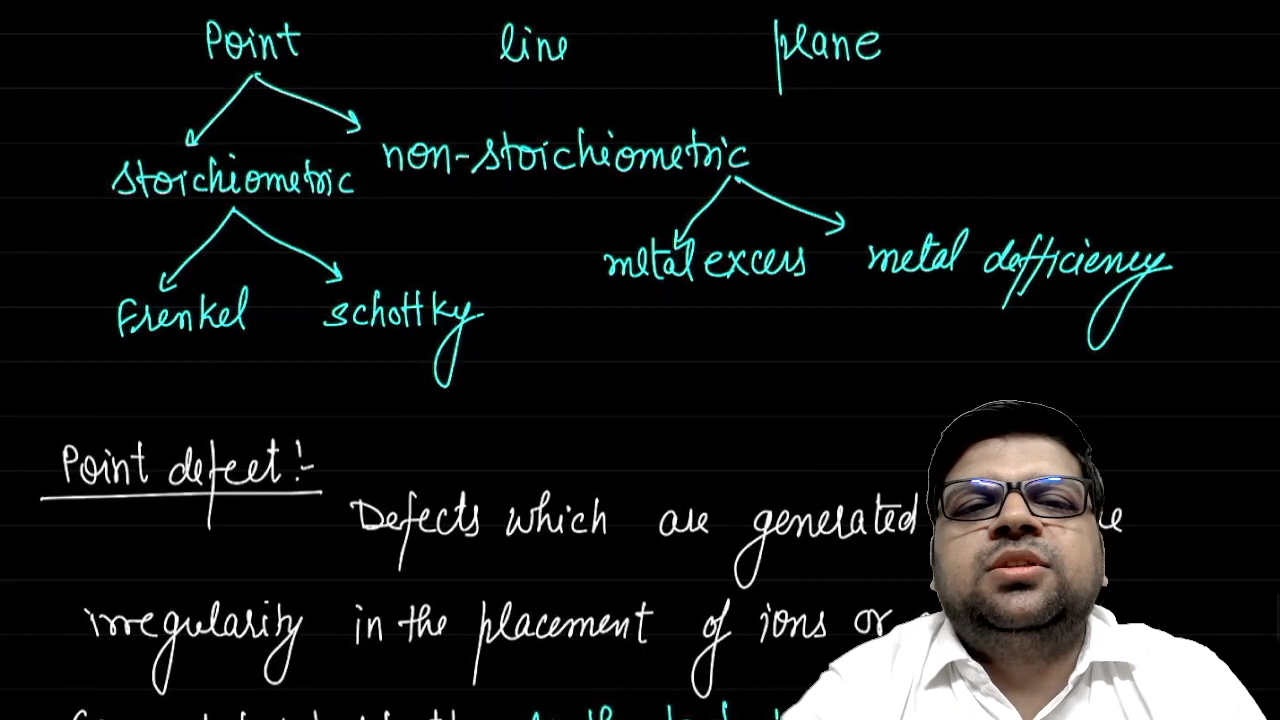 Point line plane
stoichiometric non-stoichiometric
metal excess metal defficiency
Frenkel schottky
Point defect :-
Defects which are generated
irregularity in the placement of ions or